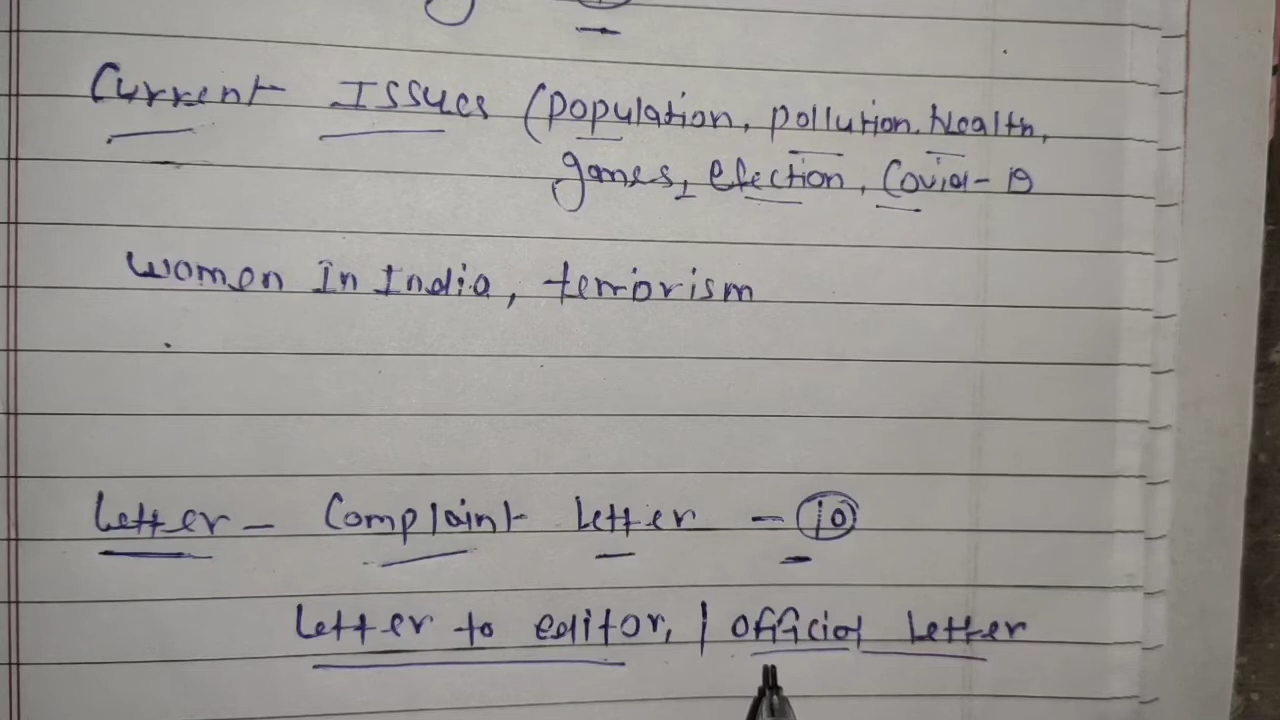 Current Issues (population, pollution, Health,
games, election, Covid-19
women In India, terriorism
Letter - Complaint Letter - 10
Letter to editor, / official Letter